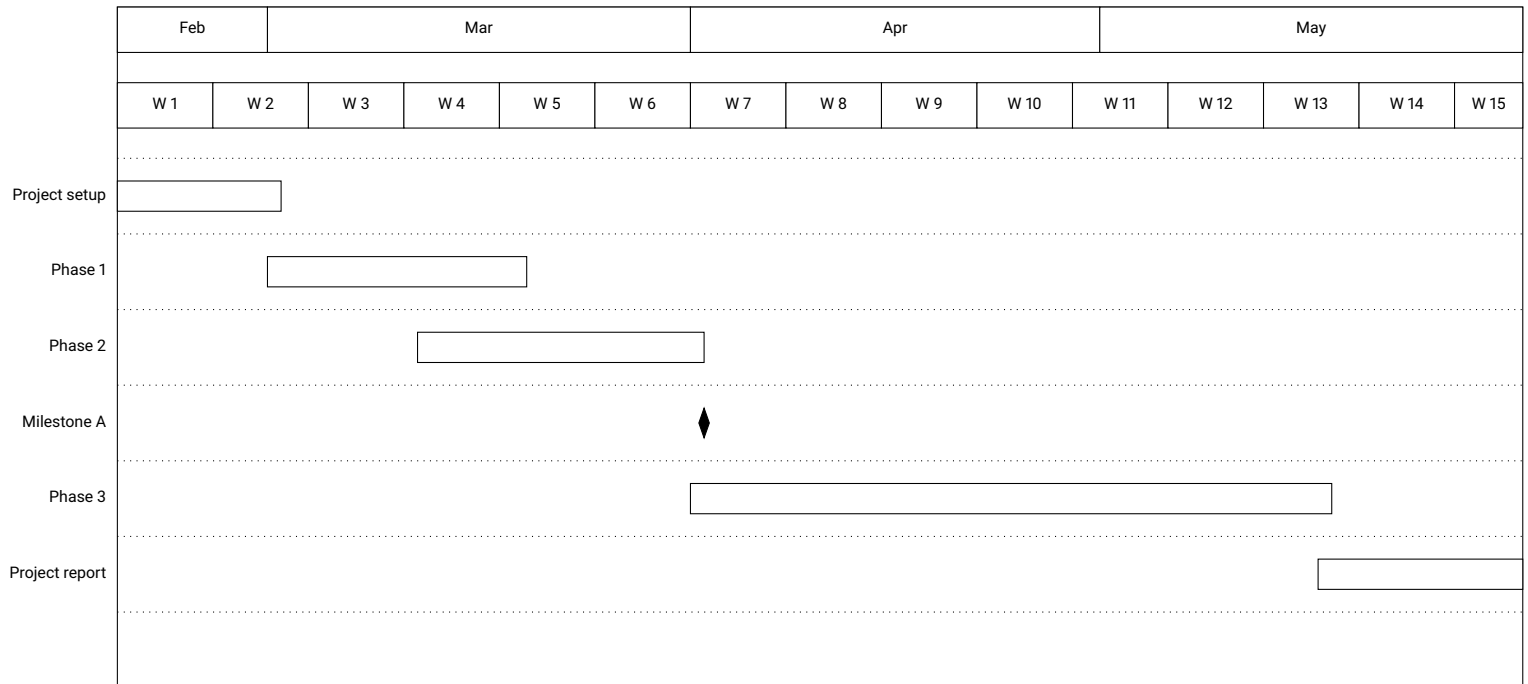 Feb Mar Apr May
W 1 W 2 W 3 W 4 W 5 W 6 W 7 W 8 W 9 W 10 W 11 W 12 W 13 W 14 W 15
Project setup
Phase 1
Phase 2
Milestone A
Phase 3
Project report